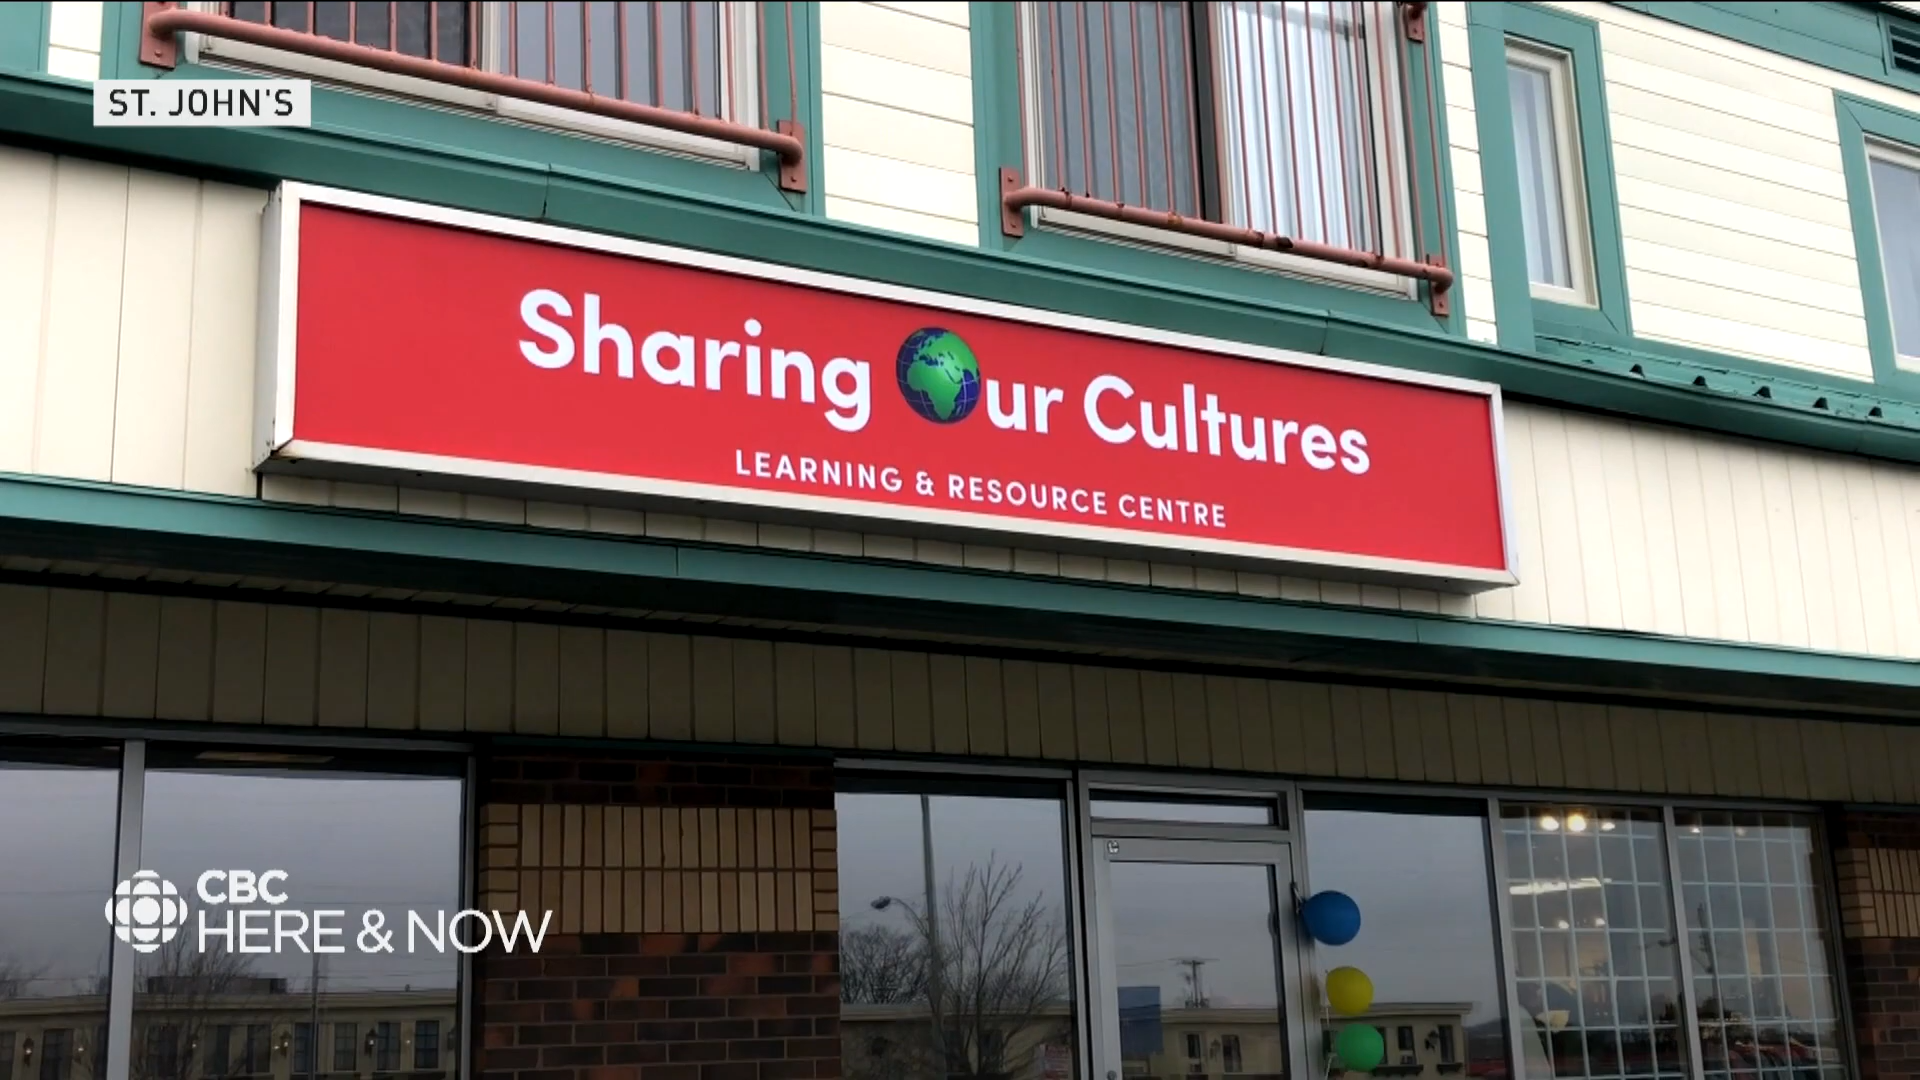 ST. JOHN'S
Sharing Our Cultures
LEARNING & RESOURCE CENTRE
CBC
HERE & NOW